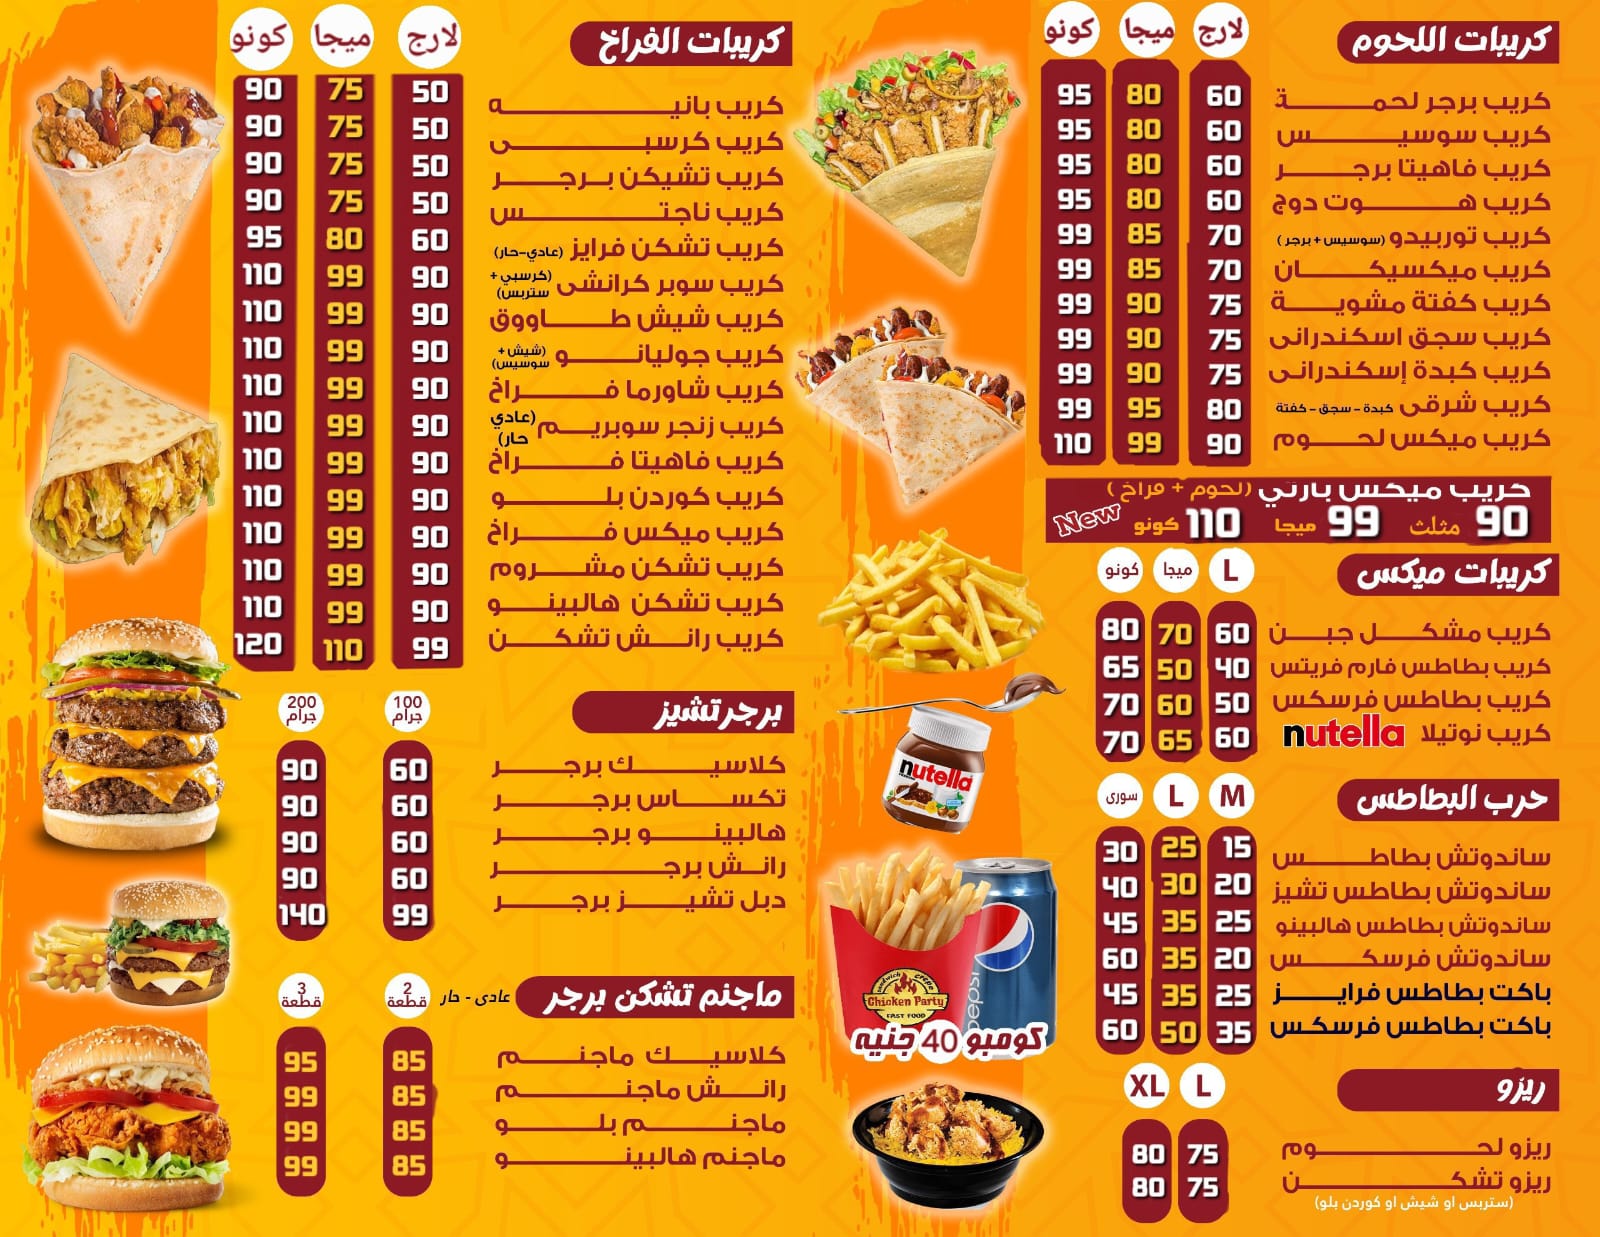 كريبات اللحوم
لارج ميجا كونو
كريب برجر لحمة 60 80 95
كريب سوسيس 60 80 95
كريب فاهيتا برجر 60 80 95
كريب هوت دوج 60 80 95
كريب توربيدو (سوسيس + برجر) 70 85 99
كريب ميكسيكان 70 85 99
كريب كفتة مشوية 75 90 99
كريب سجق اسكندرانى 75 90 99
كريب كبدة إسكندرانى 75 90 99
كريب شرقى كبدة - سجق - كفتة 80 95 99
كريب ميكس لحوم 90 99 110
كريب ميكس بارتي (لحوم + فراخ)
90 مثلث 99 ميجا 110 كونو New
كريبات ميكس
L ميجا كونو
كريب مشكل جبن 60 70 80
كريب بطاطس فارم فريتس 40 50 65
كريب بطاطس فرسكس 50 60 70
كريب نوتيلا nutella 60 65 70
حرب البطاطس
M L سورى
ساندوتش بطاطس 15 25 30
ساندوتش بطاطس تشيز 20 30 40
ساندوتش بطاطس هالبينو 25 35 45
ساندوتش فرسكس 20 35 60
باكت بطاطس فرايز 25 35 45
باكت بطاطس فرسكس 35 50 60
ريزو
L XL
ريزو لحوم 75 80
ريزو تشكن 75 80
(ستربس او شيش او كوردن بلو)
nutella
sandwich crepe
Chicken Party
FAST FOOD
pepsi
كومبو 40 جنيه
كريبات الفراخ
لارج ميجا كونو
كريب بانيه 50 75 90
كريب كرسبى 50 75 90
كريب تشيكن برجر 50 75 90
كريب ناجتس 50 75 90
كريب تشكن فرايز (عادي-حار) 60 80 95
كريب سوبر كرانشى (كرسبي + ستربس) 90 99 110
كريب شيش طاووق 90 99 110
كريب جوليانو (شيش + سوسيس) 90 99 110
كريب شاورما فراخ 90 99 110
كريب زنجر سوبريم (عادي حار) 90 99 110
كريب فاهيتا فراخ 90 99 110
كريب كوردن بلو 90 99 110
كريب ميكس فراخ 90 99 110
كريب تشكن مشروم 90 99 110
كريب تشكن هالبينو 90 99 110
كريب رانش تشكن 99 110 120
برجرتشيز
100 جرام 200 جرام
كلاسيك برجر 60 90
تكساس برجر 60 90
هالبينو برجر 60 90
رانش برجر 60 90
دبل تشيز برجر 99 140
ماجنم تشكن برجر عادى - حار
2 قطعة 3 قطعة
كلاسيك ماجنم 85 95
رانش ماجنم 85 99
ماجنم بلو 85 99
ماجنم هالبينو 85 99